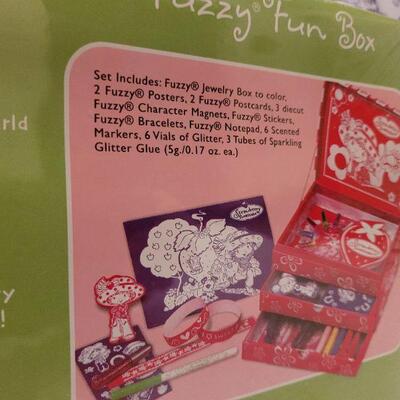 Fuzzy® Fun Box
Set Includes: Fuzzy® Jewelry Box to color,
2 Fuzzy® Posters, 2 Fuzzy® Postcards, 3 diecut
Fuzzy® Character Magnets, Fuzzy® Stickers,
Fuzzy® Bracelets, Fuzzy® Notepad, 6 Scented
Markers, 6 Vials of Glitter, 3 Tubes of Sparkling
Glitter Glue (5g./0.17 oz. ea.)
Strawberry
Shortcake